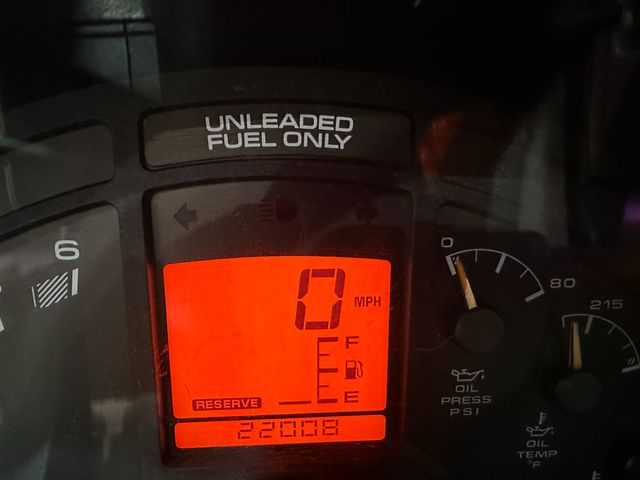 UNLEADED
FUEL ONLY
6
0
MPH
F
E
RESERVE
22008
0
80
OIL
PRESS
PSI
215
OIL
TEMP
°F